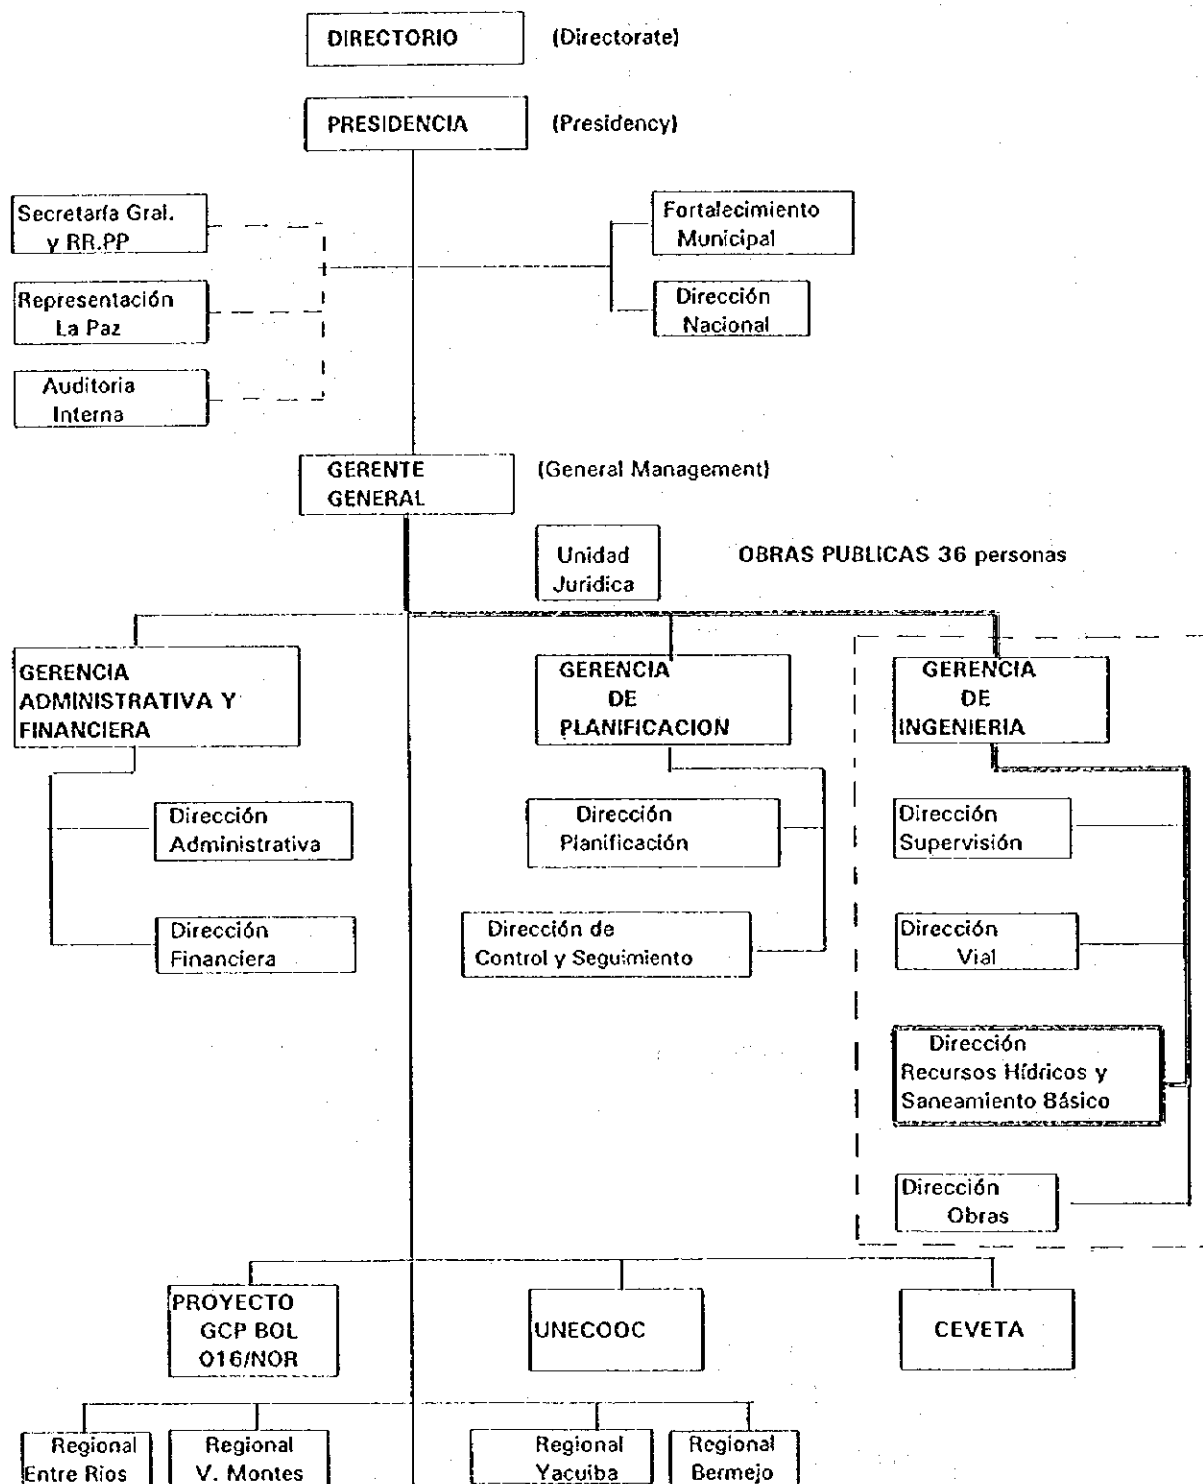 DIRECTORIO (Directorate)
PRESIDENCIA (Presidency)
Secretaría Gral.
y RR.PP
Fortalecimiento
Municipal
Representación
La Paz
Dirección
Nacional
Auditoria
Interna
GERENTE
GENERAL
(General Management)
Unidad
Juridica
OBRAS PUBLICAS 36 personas
GERENCIA
ADMINISTRATIVA Y
FINANCIERA
GERENCIA
DE
PLANIFICACION
GERENCIA
DE
INGENIERIA
Dirección
Administrativa
Dirección
Planificación
Dirección
Supervisión
Dirección
Financiera
Dirección de
Control y Seguimiento
Dirección
Vial
Dirección
Recursos Hídricos y
Saneamiento Básico
Dirección
Obras
PROYECTO
GCP BOL
016/NOR
UNECOOC
CEVETA
Regional
Entre Rios
Regional
V. Montes
Regional
Yacuiba
Regional
Bermejo